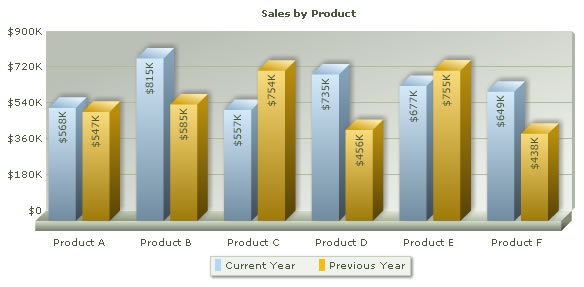 Sales by Product
$900K
$720K
$540K
$360K
$180K
$0
$568K
$547K
$815K
$585K
$557K
$754K
$735K
$456K
$677K
$755K
$649K
$438K
Product A Product B Product C Product D Product E Product F
Current Year Previous Year